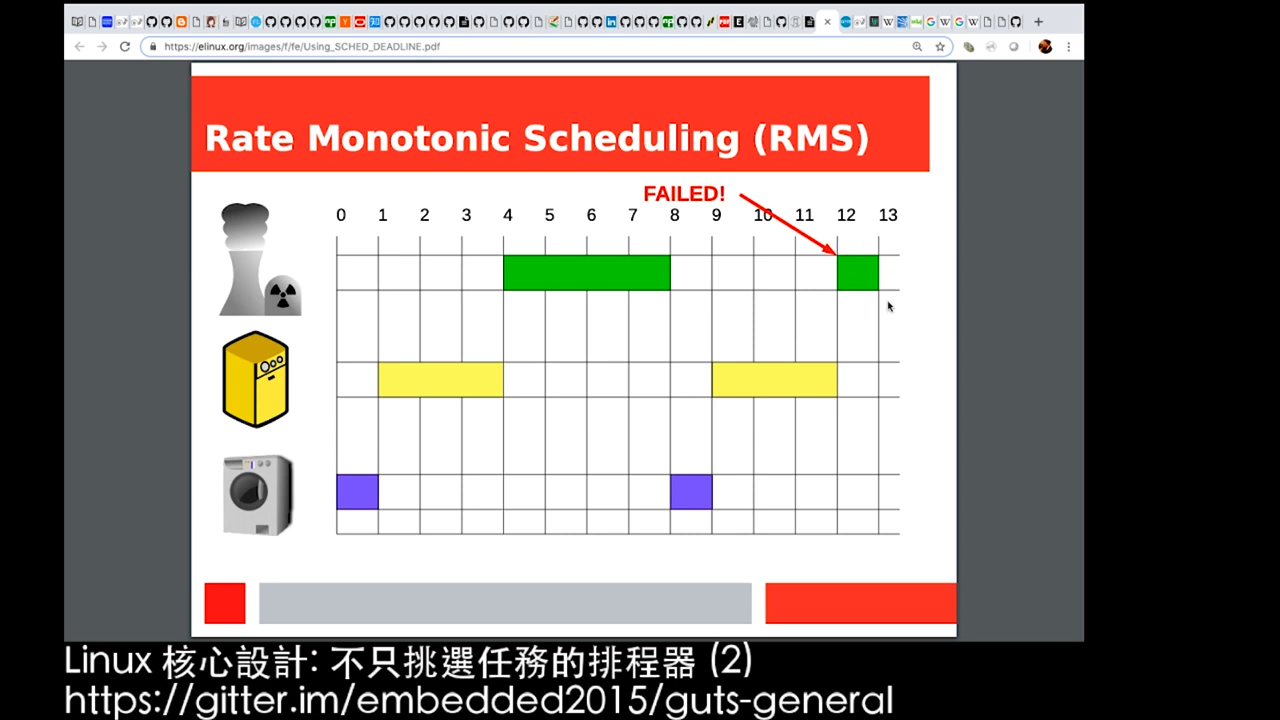 https://elinux.org/images/f/fe/Using_SCHED_DEADLINE.pdf
Rate Monotonic Scheduling (RMS)
FAILED!
0 1 2 3 4 5 6 7 8 9 10 11 12 13
Linux 核心設計: 不只挑選任務的排程器 (2)
https://gitter.im/embedded2015/guts-general